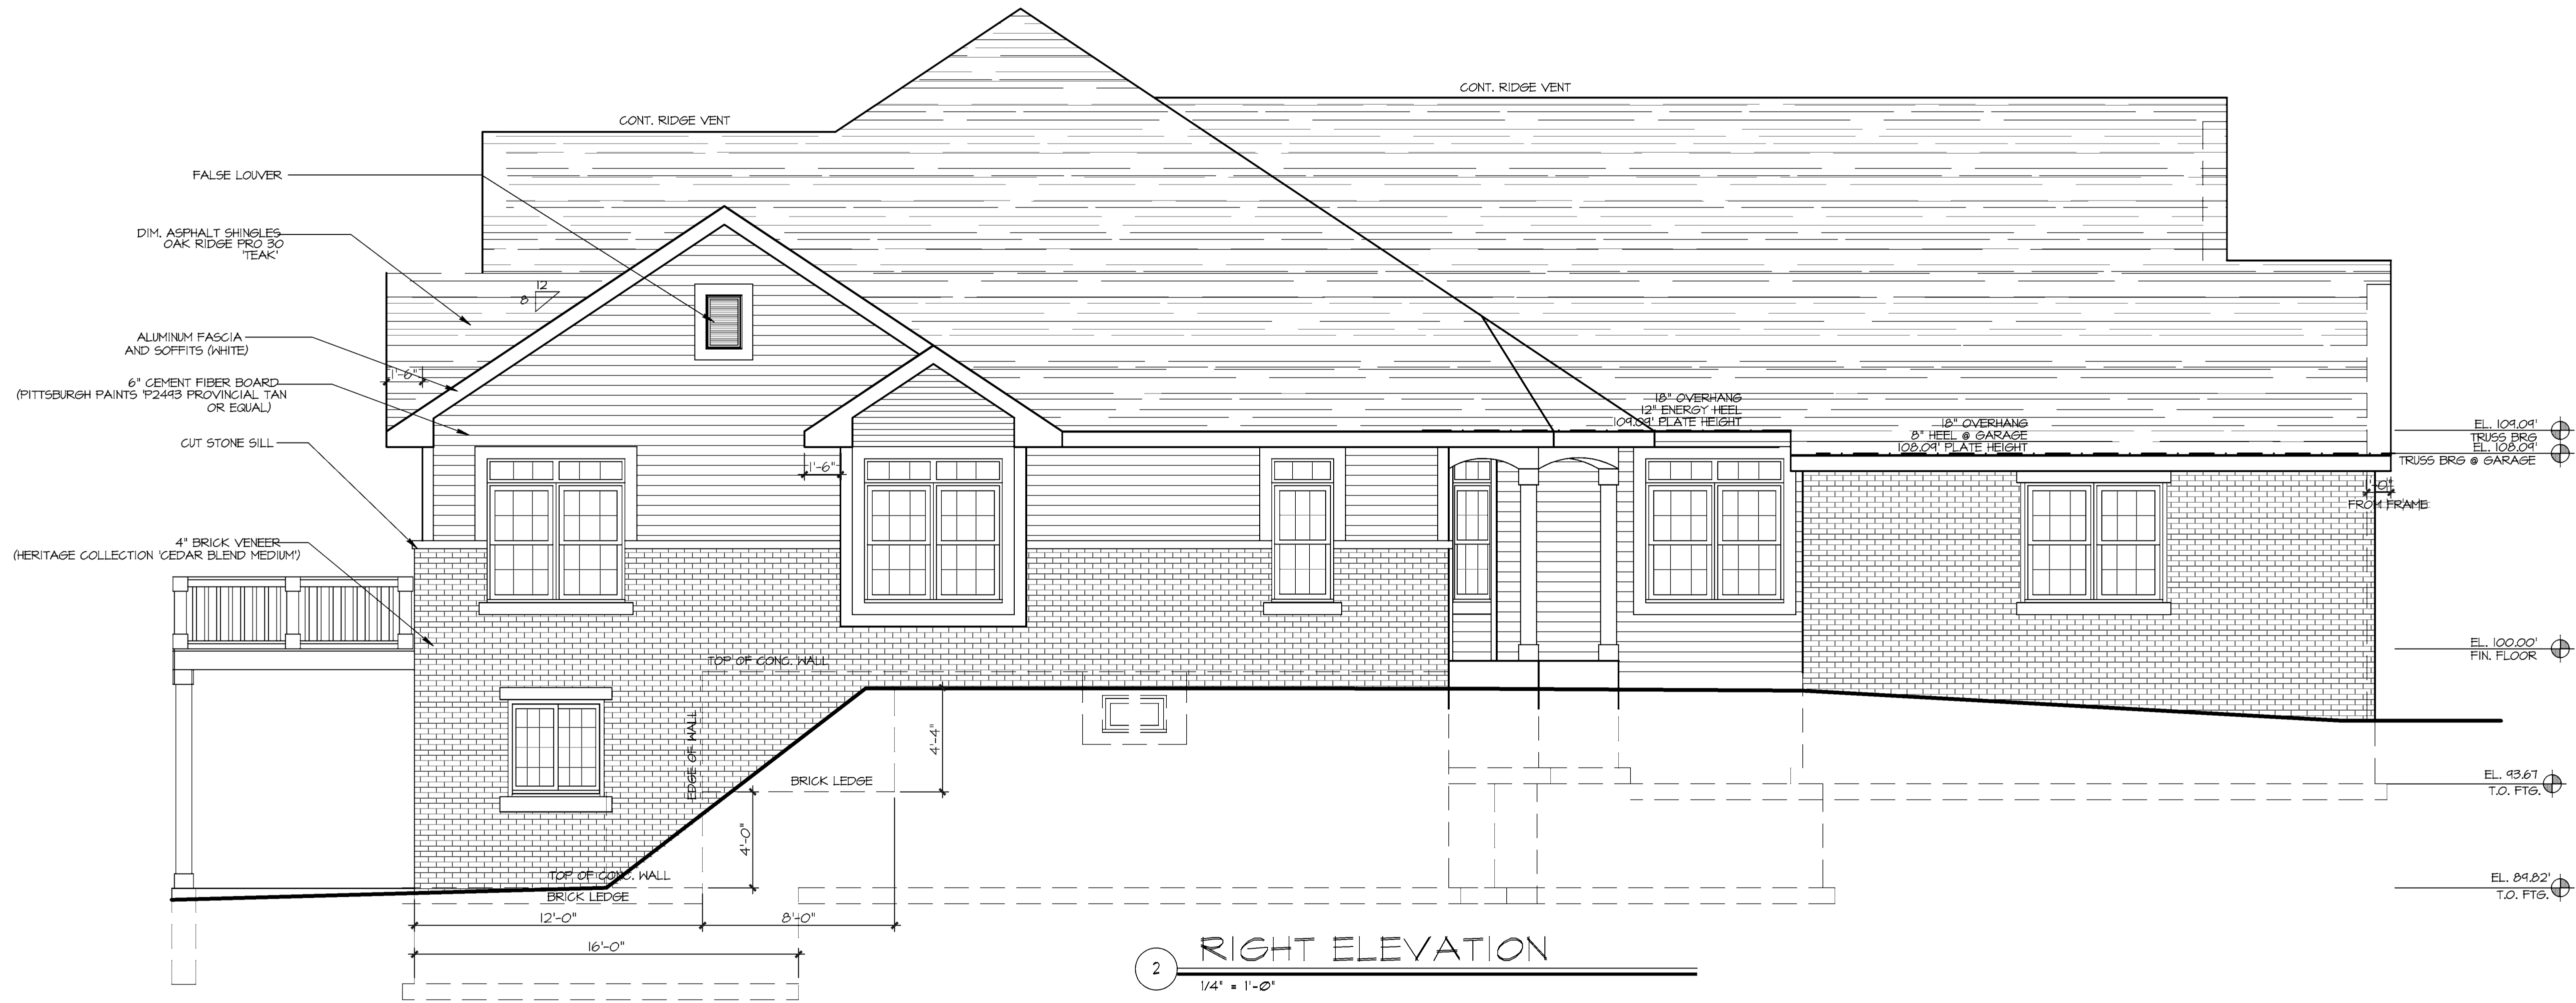 CONT. RIDGE VENT
CONT. RIDGE VENT
FALSE LOUVER
DIM. ASPHALT SHINGLES
OAK RIDGE PRO 30
'TEAK'
12
8
ALUMINUM FASCIA
AND SOFFITS (WHITE)
1'-6"
6" CEMENT FIBER BOARD
(PITTSBURGH PAINTS 'P2493 PROVINCIAL TAN
OR EQUAL)
CUT STONE SILL
1'-6"
18" OVERHANG
12" ENERGY HEEL
109.09' PLATE HEIGHT
18" OVERHANG
8" HEEL @ GARAGE
108.09' PLATE HEIGHT
EL. 109.09'
TRUSS BRG
EL. 108.09'
TRUSS BRG @ GARAGE
1'-0"
FROM FRAME
4" BRICK VENEER
(HERITAGE COLLECTION 'CEDAR BLEND MEDIUM')
EL. 100.00'
FIN. FLOOR
TOP OF CONC. WALL
EDGE OF WALL
4'-4"
BRICK LEDGE
EL. 93.67
T.O. FTG.
4'-0"
TOP OF CONC. WALL
BRICK LEDGE
EL. 89.82'
T.O. FTG.
12'-0"
8'-0"
16'-0"
2
RIGHT ELEVATION
1/4" = 1'-0"